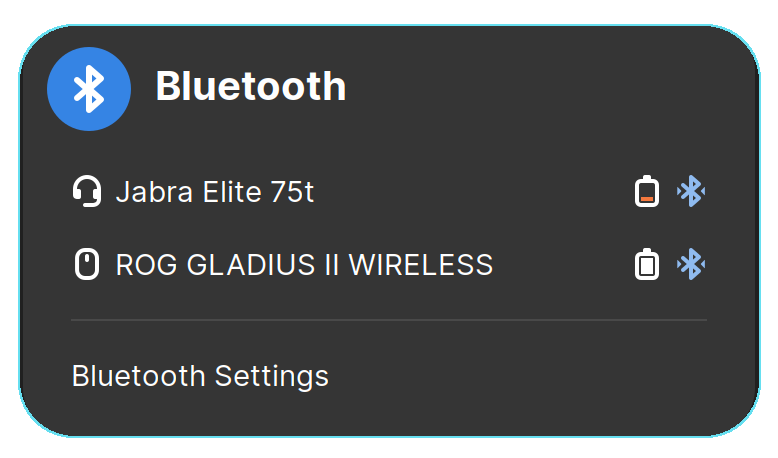 Bluetooth
Jabra Elite 75t
ROG GLADIUS II WIRELESS
Bluetooth Settings